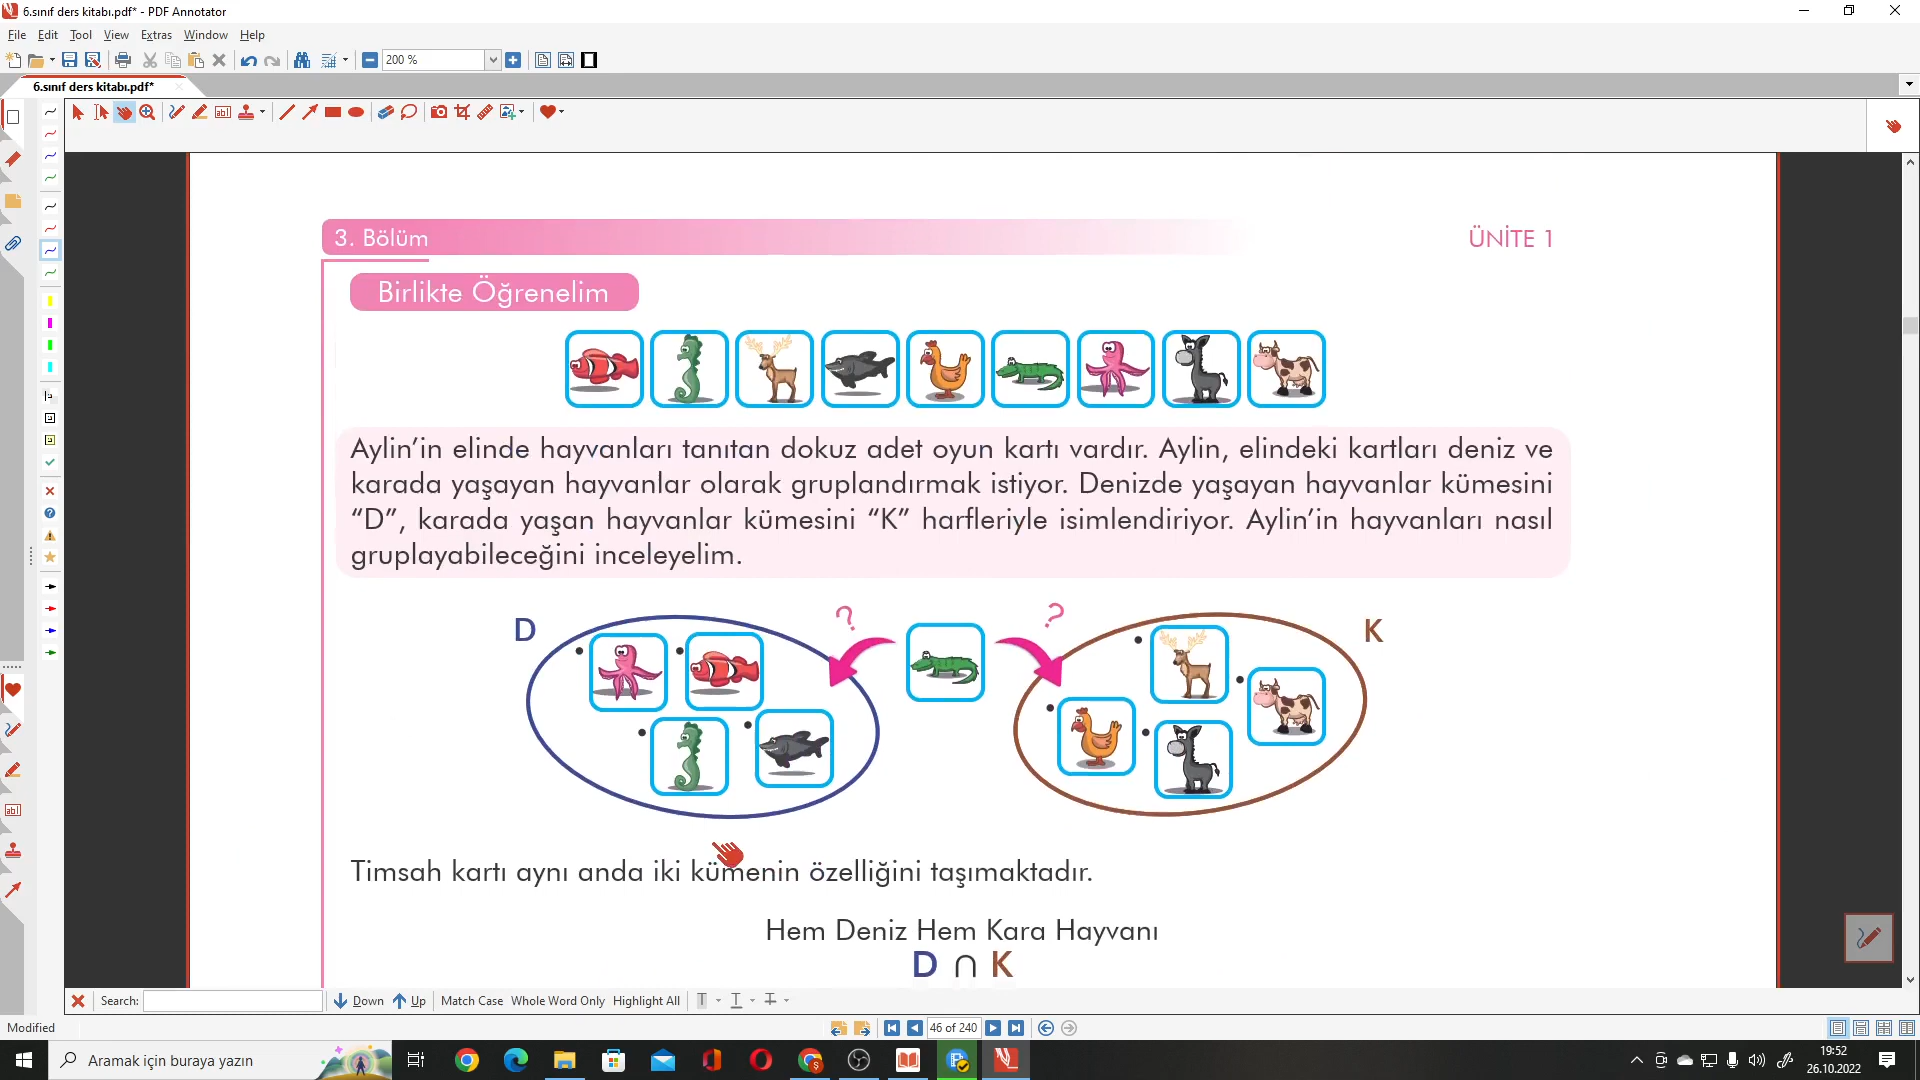 6.sınıf ders kitabı.pdf* - PDF Annotator
File Edit Tool View Extras Window Help
200 %
6.sınıf ders kitabı.pdf*
3. Bölüm
ÜNİTE 1
Birlikte Öğrenelim
Aylin’in elinde hayvanları tanıtan dokuz adet oyun kartı vardır. Aylin, elindeki kartları deniz ve
karada yaşayan hayvanlar olarak gruplandırmak istiyor. Denizde yaşayan hayvanlar kümesini
“D”, karada yaşan hayvanlar kümesini “K” harfleriyle isimlendiriyor. Aylin’in hayvanları nasıl
gruplayabileceğini inceleyelim.
D ? ? K
Timsah kartı aynı anda iki kümenin özelliğini taşımaktadır.
Hem Deniz Hem Kara Hayvanı
D ∩ K
Search: Down Up Match Case Whole Word Only Highlight All
Modified
46 of 240
Aramak için buraya yazın
19:52
26.10.2022